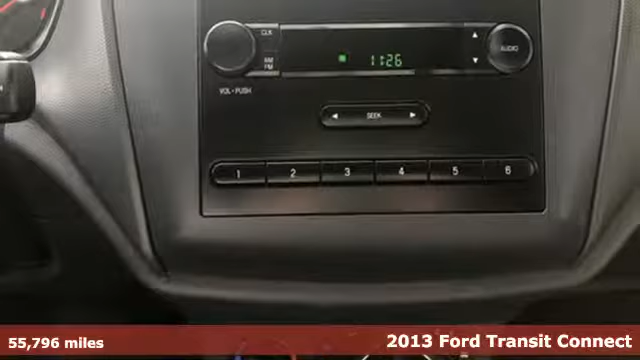 CLK
11:26
AUDIO
AM
FM
VOL • PUSH
SEEK
1 2 3 4 5 6
55,796 miles
2013 Ford Transit Connect